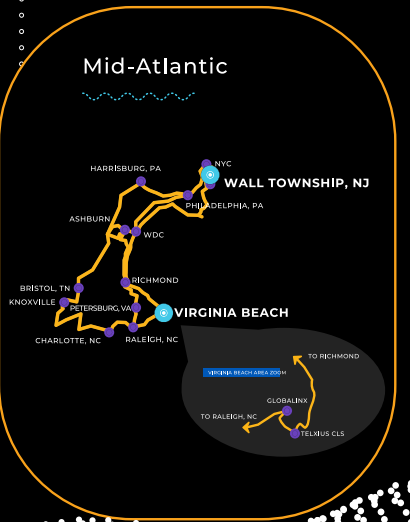 Mid-Atlantic
NYC
HARRISBURG, PA
WALL TOWNSHIP, NJ
PHILADELPHIA, PA
ASHBURN
WDC
RICHMOND
BRISTOL, TN
KNOXVILLE
PETERSBURG, VA
VIRGINIA BEACH
CHARLOTTE, NC
RALEIGH, NC
TO RICHMOND
VIRGINIA BEACH AREA ZOOM
GLOBALINX
TO RALEIGH, NC
TELXIUS CLS